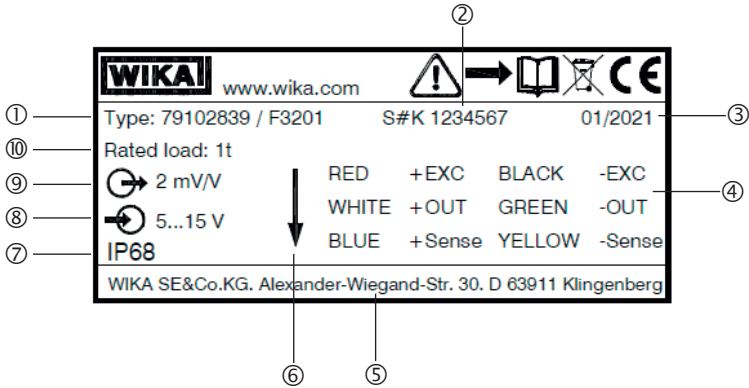 ②
WIKA www.wika.com CE
① Type: 79102839 / F3201 S#K 1234567 01/2021 ③
⑩ Rated load: 1t
⑨ 2 mV/V RED +EXC BLACK -EXC ④
⑧ 5...15 V WHITE +OUT GREEN -OUT
⑦ IP68 BLUE +Sense YELLOW -Sense
WIKA SE&Co.KG. Alexander-Wiegand-Str. 30. D 63911 Klingenberg
⑥ ⑤